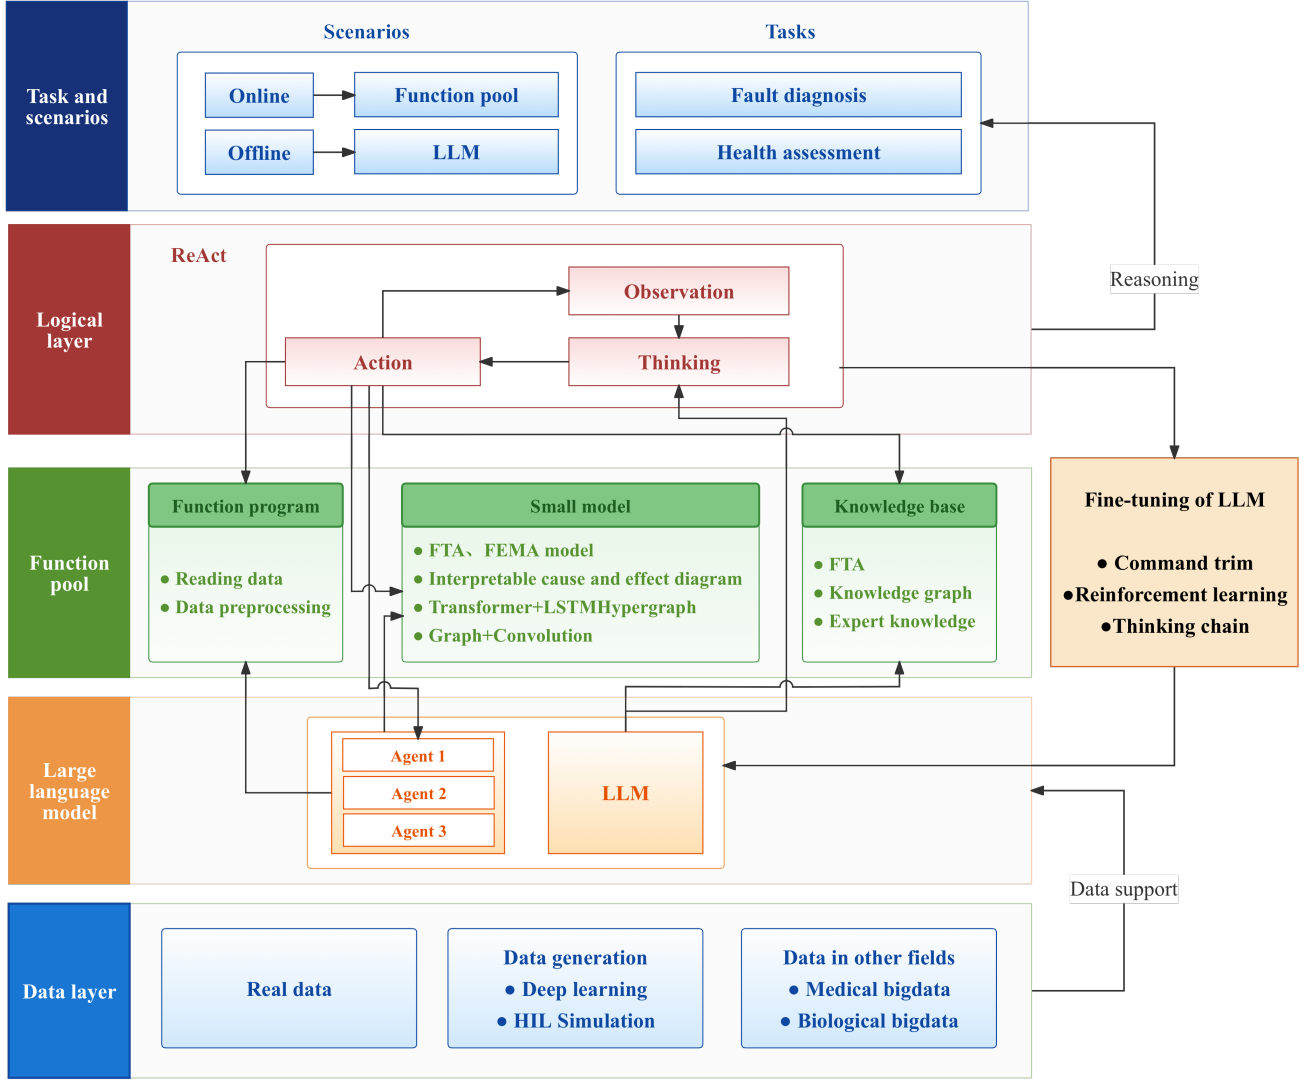 Task and
scenarios
Scenarios
Online
Function pool
Offline
LLM
Tasks
Fault diagnosis
Health assessment
Reasoning
Logical
layer
ReAct
Observation
Action
Thinking
Function
pool
Function program
● Reading data
● Data preprocessing
Small model
● FTA、FEMA model
● Interpretable cause and effect diagram
● Transformer+LSTMHypergraph
● Graph+Convolution
Knowledge base
● FTA
● Knowledge graph
● Expert knowledge
Fine-tuning of LLM
● Command trim
●Reinforcement learning
●Thinking chain
Large
language
model
Agent 1
Agent 2
Agent 3
LLM
Data support
Data layer
Real data
Data generation
● Deep learning
● HIL Simulation
Data in other fields
● Medical bigdata
● Biological bigdata